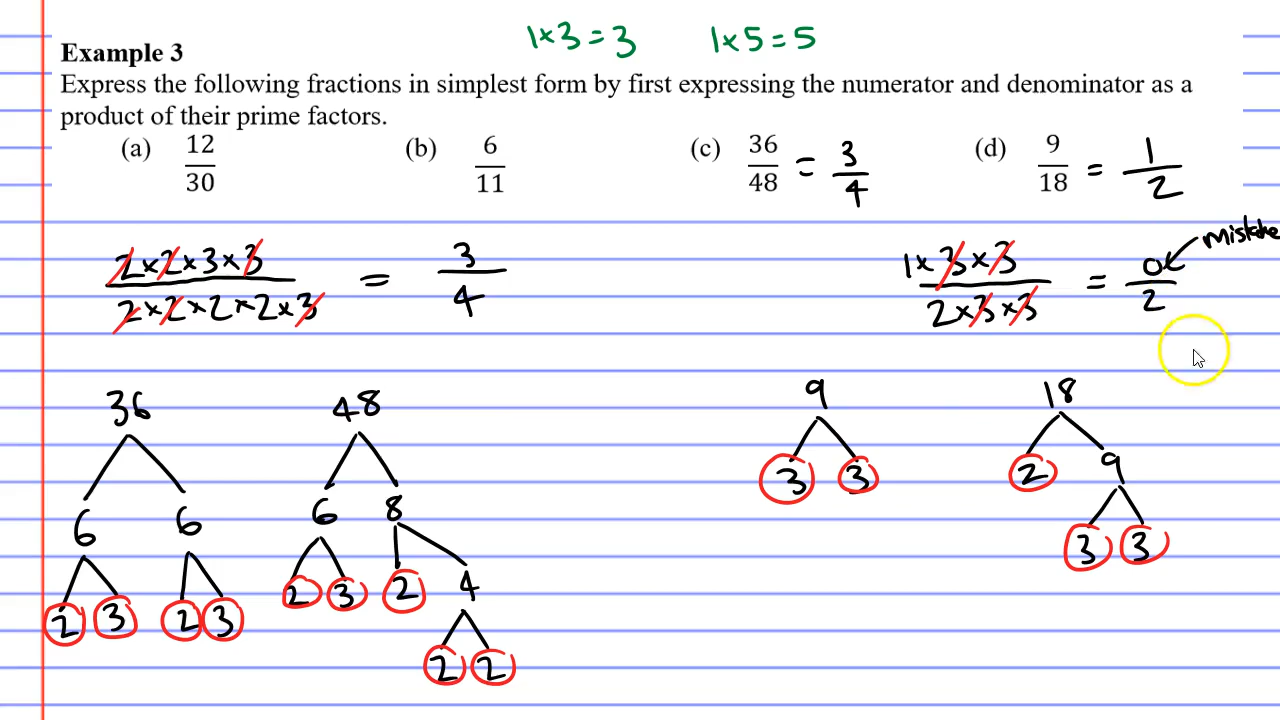 1×3=3 1×5=5
Example 3
Express the following fractions in simplest form by first expressing the numerator and denominator as a
product of their prime factors.
(a) 12/30 (b) 6/11 (c) 36/48 = 3/4 (d) 9/18 = 1/2
mistake
2×2×3×3 / 2×2×2×2×3 = 3/4
1×3×3 / 2×3×3 = 0/2
36 48 9 18
6 6 6 8 3 3 2 9
2 3 2 3 2 3 2 4 3 3
2 2